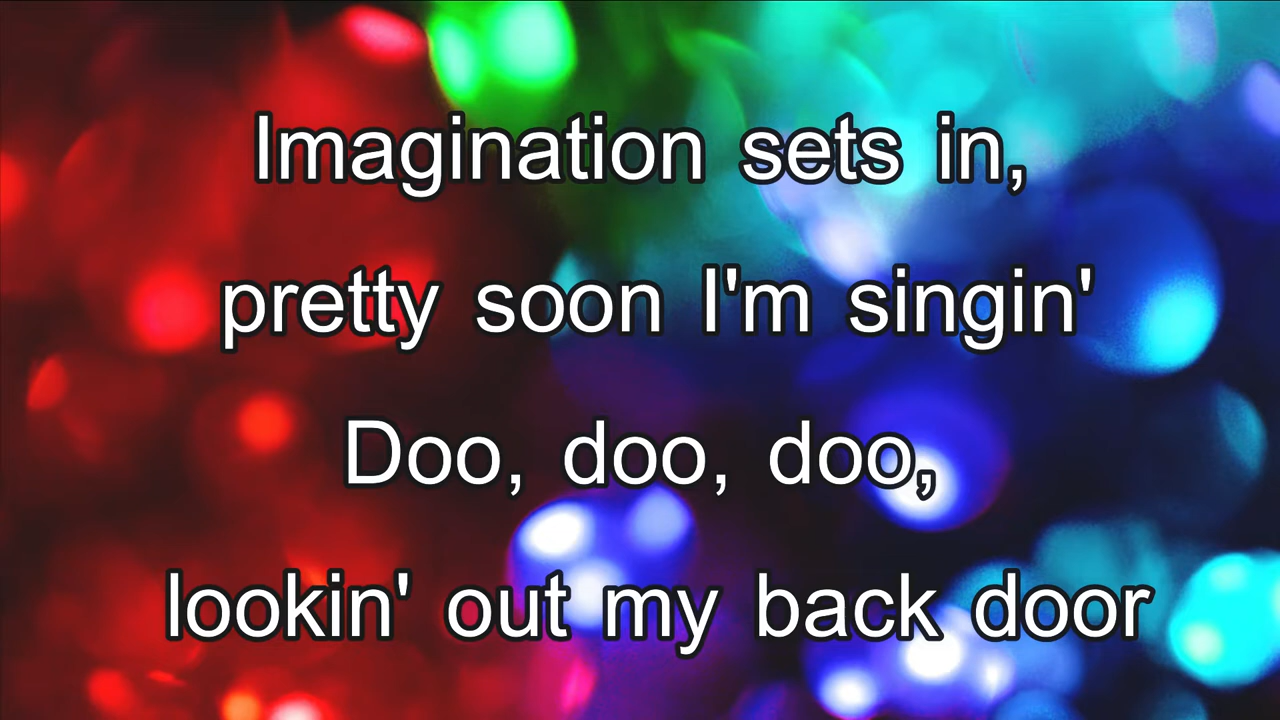 Imagination sets in,
pretty soon I'm singin'
Doo, doo, doo,
lookin' out my back door